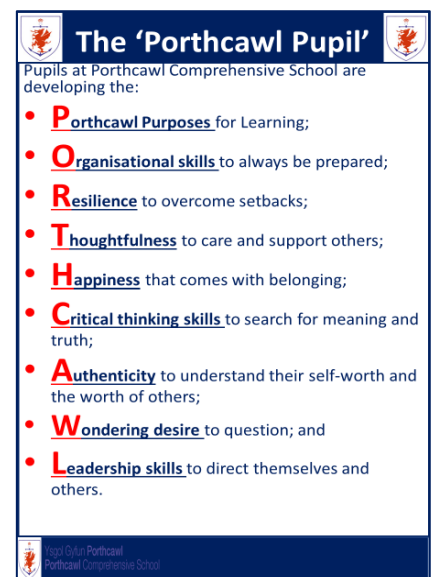 The ‘Porthcawl Pupil’
Pupils at Porthcawl Comprehensive School are
developing the:
• Porthcawl Purposes for Learning;
• Organisational skills to always be prepared;
• Resilience to overcome setbacks;
• Thoughtfulness to care and support others;
• Happiness that comes with belonging;
• Critical thinking skills to search for meaning and
truth;
• Authenticity to understand their self-worth and
the worth of others;
• Wondering desire to question; and
• Leadership skills to direct themselves and
others.
Ysgol Gyfun Porthcawl
Porthcawl Comprehensive School